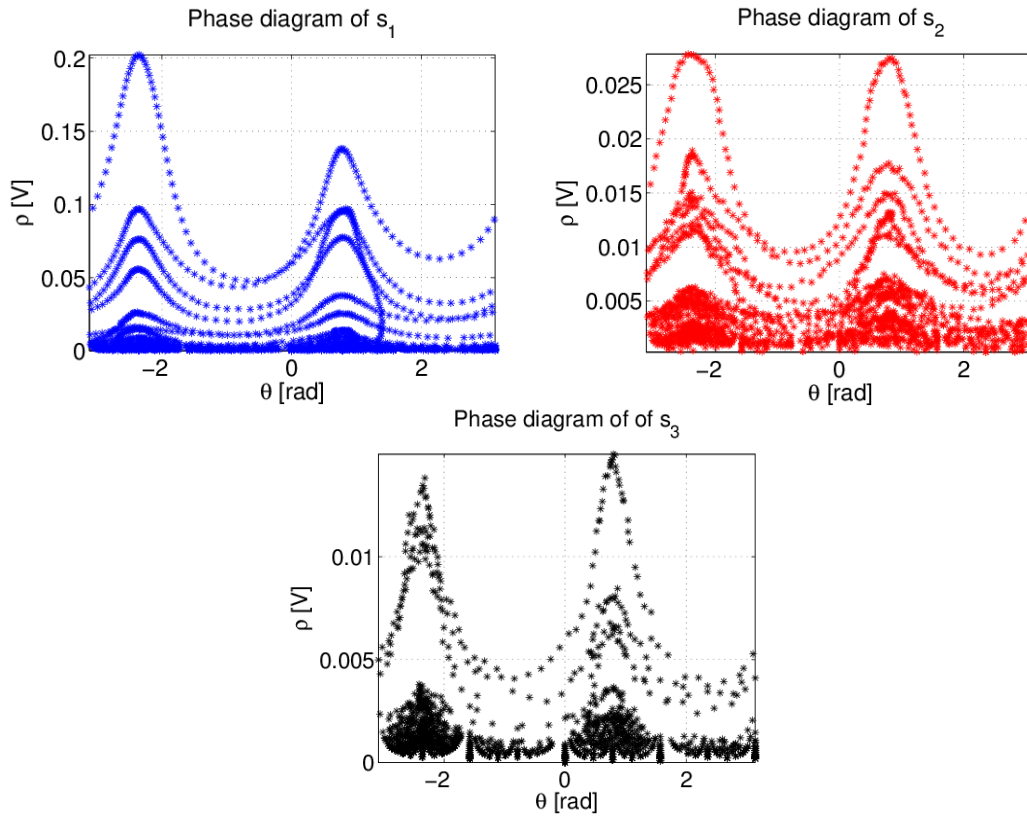 Phase diagram of s1
0.2
0.15
0.1
0.05
0
ρ [V]
−2
0
2
θ [rad]
Phase diagram of s2
0.025
0.02
0.015
0.01
0.005
ρ [V]
−2
0
2
θ [rad]
Phase diagram of of s3
0.01
0.005
0
ρ [V]
−2
0
2
θ [rad]